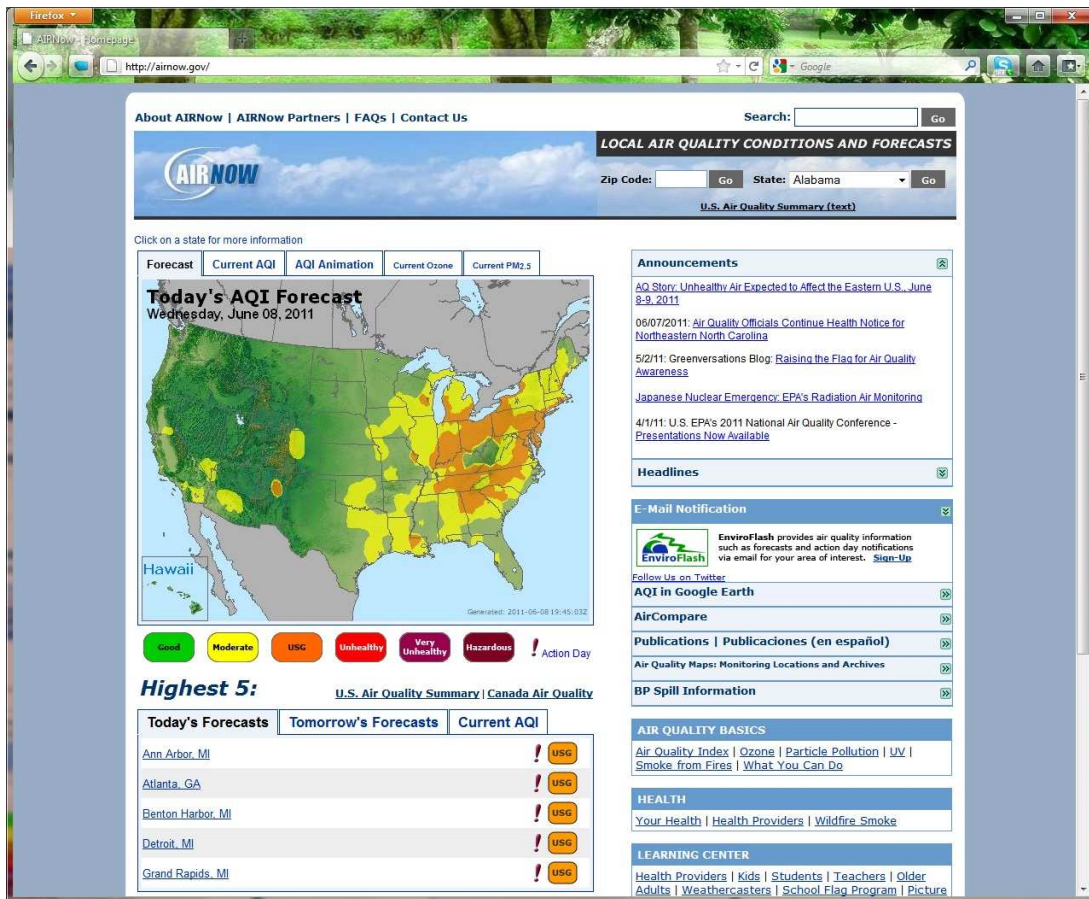 Firefox
AIRNow - Homepage
http://airnow.gov/
Google
About AIRNow | AIRNow Partners | FAQs | Contact Us
Search:
Go
AIRNOW
LOCAL AIR QUALITY CONDITIONS AND FORECASTS
Zip Code:
Go
State: Alabama
Go
U.S. Air Quality Summary (text)
Click on a state for more information
Forecast
Current AQI
AQI Animation
Current Ozone
Current PM2.5
Today's AQI Forecast
Wednesday, June 08, 2011
Hawaii
Generated: 2011-06-08 19:45:03Z
Good
Moderate
USG
Unhealthy
Very
Unhealthy
Hazardous
! Action Day
Highest 5:
U.S. Air Quality Summary | Canada Air Quality
Today's Forecasts
Tomorrow's Forecasts
Current AQI
Ann Arbor, MI ! USG
Atlanta, GA ! USG
Benton Harbor, MI ! USG
Detroit, MI ! USG
Grand Rapids, MI ! USG
Announcements
AQ Story: Unhealthy Air Expected to Affect the Eastern U.S., June
8-9, 2011
06/07/2011: Air Quality Officials Continue Health Notice for
Northeastern North Carolina
5/2/11: Greenversations Blog: Raising the Flag for Air Quality
Awareness
Japanese Nuclear Emergency: EPA's Radiation Air Monitoring
4/1/11: U.S. EPA's 2011 National Air Quality Conference -
Presentations Now Available
Headlines
E-Mail Notification
EnviroFlash
EnviroFlash provides air quality information
such as forecasts and action day notifications
via email for your area of interest. Sign-Up
Follow Us on Twitter
AQI in Google Earth
AirCompare
Publications | Publicaciones (en español)
Air Quality Maps: Monitoring Locations and Archives
BP Spill Information
AIR QUALITY BASICS
Air Quality Index | Ozone | Particle Pollution | UV |
Smoke from Fires | What You Can Do
HEALTH
Your Health | Health Providers | Wildfire Smoke
LEARNING CENTER
Health Providers | Kids | Students | Teachers | Older
Adults | Weathercasters | School Flag Program | Picture